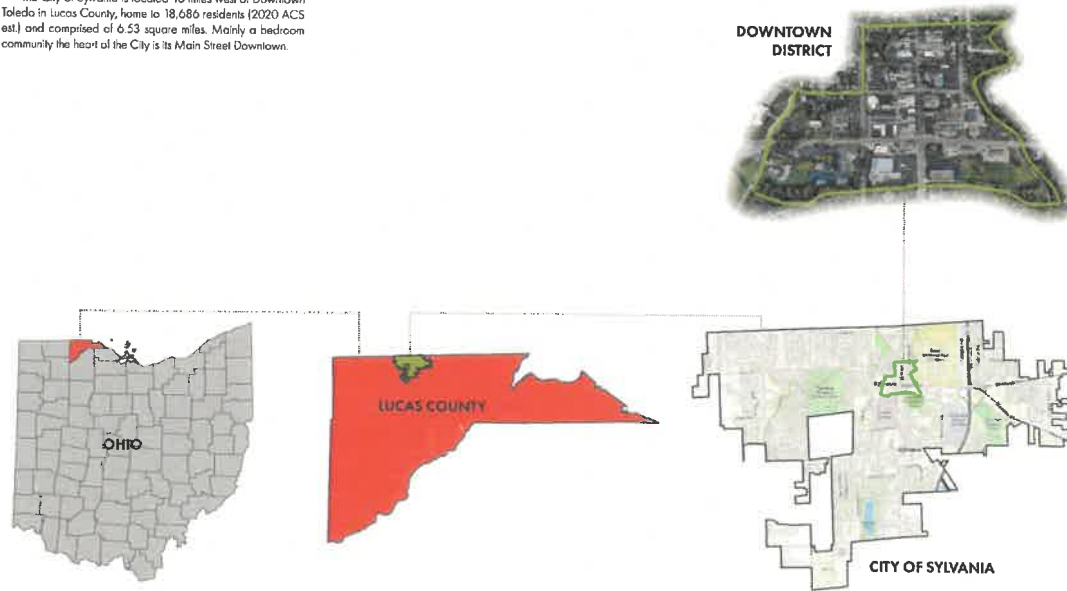 Toledo in Lucas County, home to 18,686 residents (2020 ACS
est.) and comprised of 6.53 square miles. Mainly a bedroom
community the heart of the City is its Main Street Downtown.
DOWNTOWN
DISTRICT
OHIO
LUCAS COUNTY
CITY OF SYLVANIA